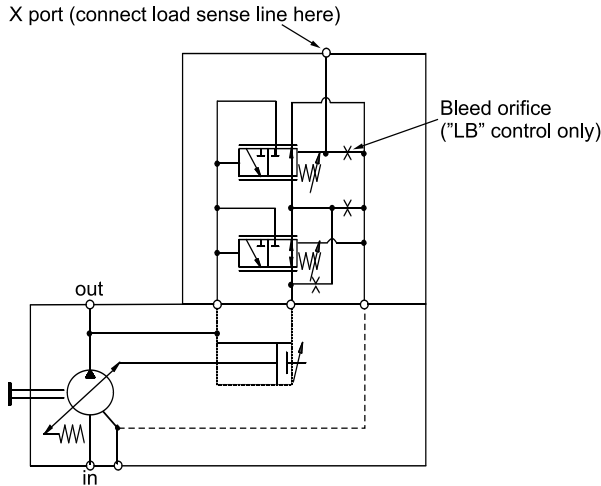 X port (connect load sense line here)
Bleed orifice
("LB" control only)
out
in